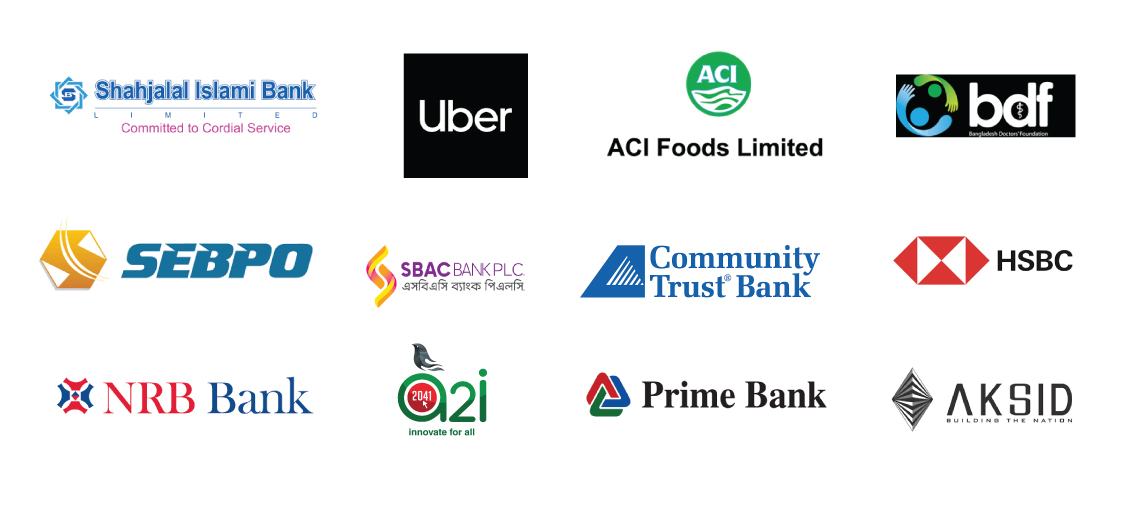 Shahjalal Islami Bank
LIMITED
Committed to Cordial Service
Uber
ACI
ACI Foods Limited
bdf
Bangladesh Doctors' Foundation
SEBPO
SBAC BANK PLC.
এসবিএসি ব্যাংক পিএলসি.
Community
Trust® Bank
HSBC
NRB Bank
a2i
2041
innovate for all
Prime Bank
AKSID
BUILDING THE NATION